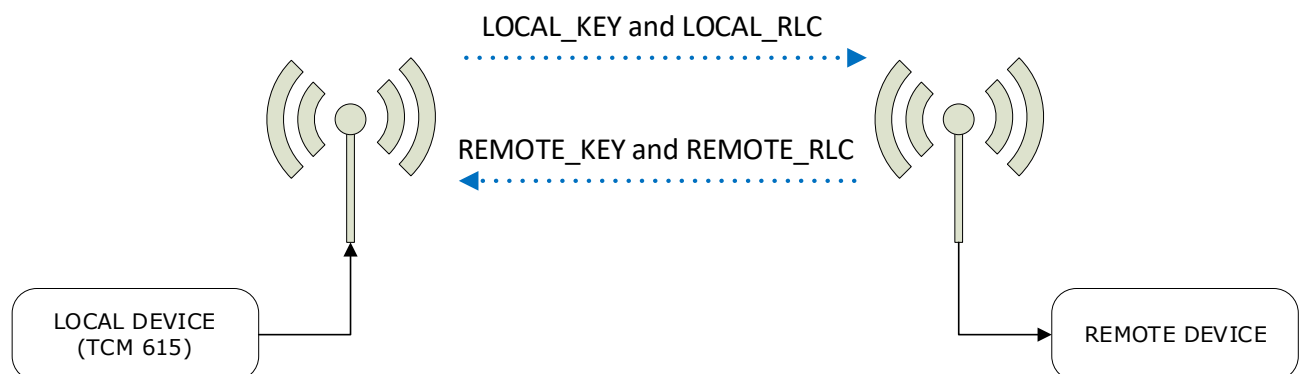 LOCAL_KEY and LOCAL_RLC
REMOTE_KEY and REMOTE_RLC
LOCAL DEVICE
(TCM 615)
REMOTE DEVICE